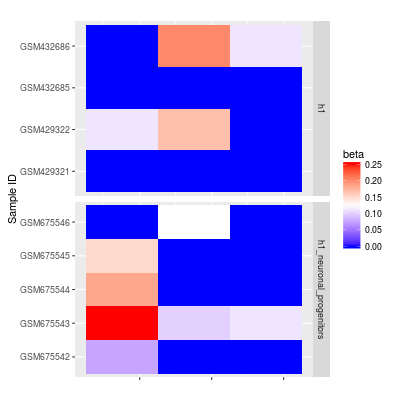 Sample ID
GSM432686
GSM432685
GSM429322
GSM429321
h1
GSM675546
GSM675545
GSM675544
GSM675543
GSM675542
h1_neuronal_progenitors
beta
0.25
0.20
0.15
0.10
0.05
0.00